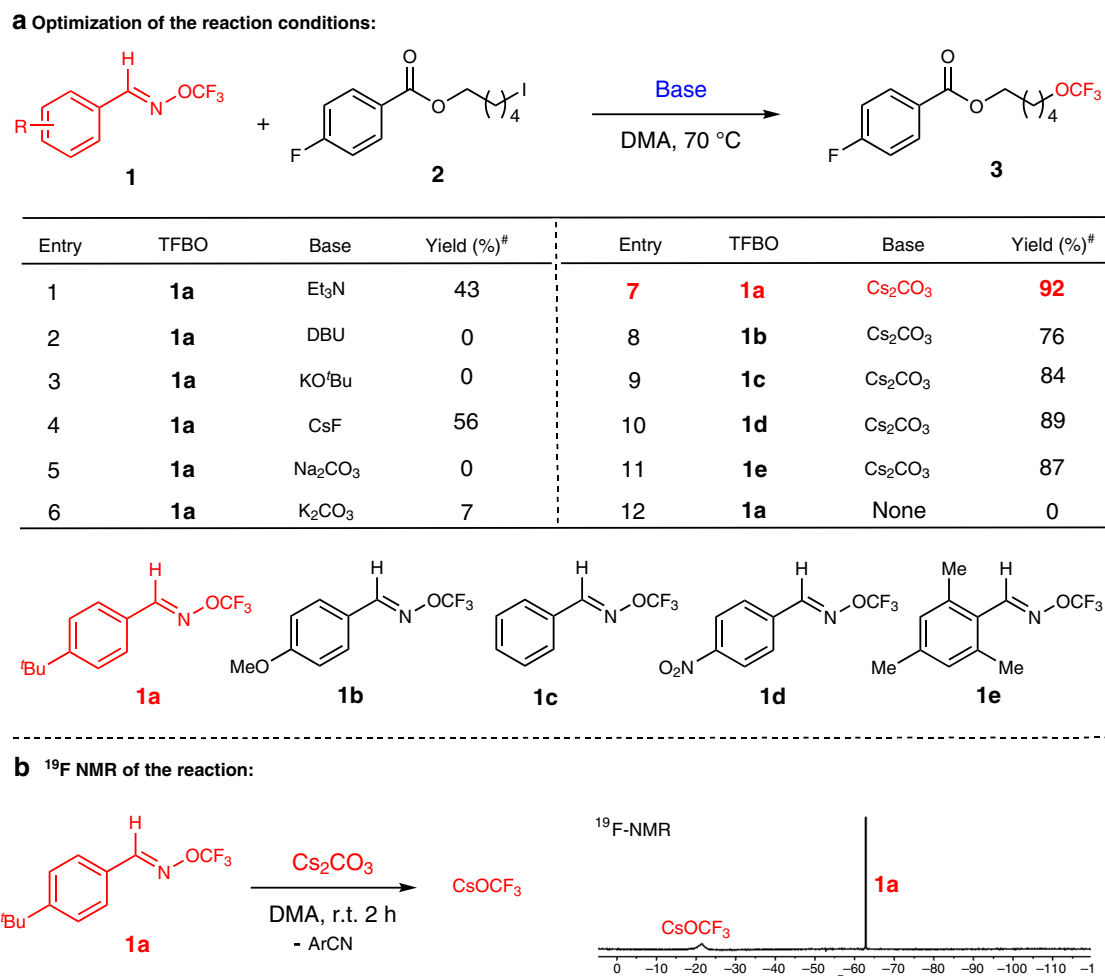 a Optimization of the reaction conditions:
H
N
OCF₃
R
1
+
O
O
I
4
F
2
Base
DMA, 70 °C
O
O
OCF₃
4
F
3
Entry TFBO Base Yield (%)# Entry TFBO Base Yield (%)#
1 1a Et₃N 43 7 1a Cs₂CO₃ 92
2 1a DBU 0 8 1b Cs₂CO₃ 76
3 1a KOᵗBu 0 9 1c Cs₂CO₃ 84
4 1a CsF 56 10 1d Cs₂CO₃ 89
5 1a Na₂CO₃ 0 11 1e Cs₂CO₃ 87
6 1a K₂CO₃ 7 12 1a None 0
H
N
OCF₃
ᵗBu
1a
H
N
OCF₃
MeO
1b
H
N
OCF₃
1c
H
N
OCF₃
O₂N
1d
Me
H
N
OCF₃
Me
Me
1e
b ¹⁹F NMR of the reaction:
H
N
OCF₃
ᵗBu
1a
Cs₂CO₃
DMA, r.t. 2 h
- ArCN
CsOCF₃
¹⁹F-NMR
1a
CsOCF₃
0 −10 −20 −30 −40 −50 −60 −70 −80 −90 −100 −110 −1